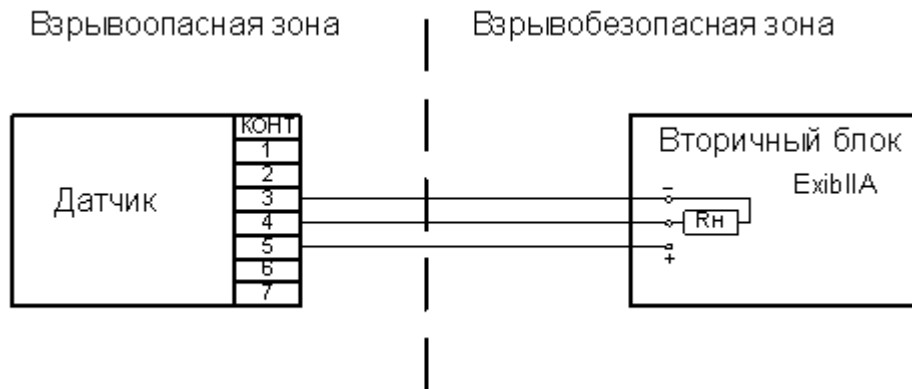 Взрывоопасная зона
Взрывобезопасная зона
Датчик
КОНТ
1
2
3
4
5
6
7
Вторичный блок
ExibIIA
–
Rн
+